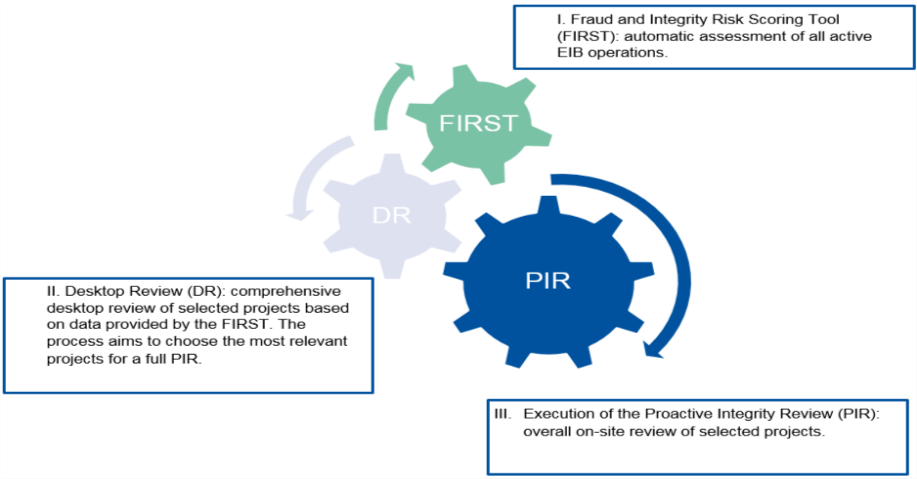 I. Fraud and Integrity Risk Scoring Tool
(FIRST): automatic assessment of all active
EIB operations.
FIRST
DR
PIR
II. Desktop Review (DR): comprehensive
desktop review of selected projects based
on data provided by the FIRST. The
process aims to choose the most relevant
projects for a full PIR.
III. Execution of the Proactive Integrity Review (PIR):
overall on-site review of selected projects.